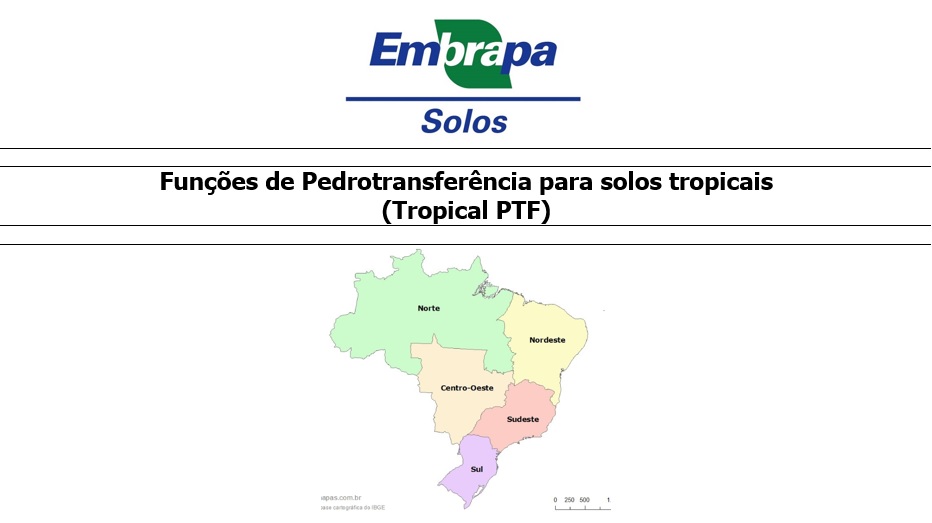 Embrapa
Solos
Funções de Pedrotransferência para solos tropicais
(Tropical PTF)
Norte
Nordeste
Centro-Oeste
Sudeste
Sul
apas.com.br
ase cartográfica do IBGE
0 250 500 1.